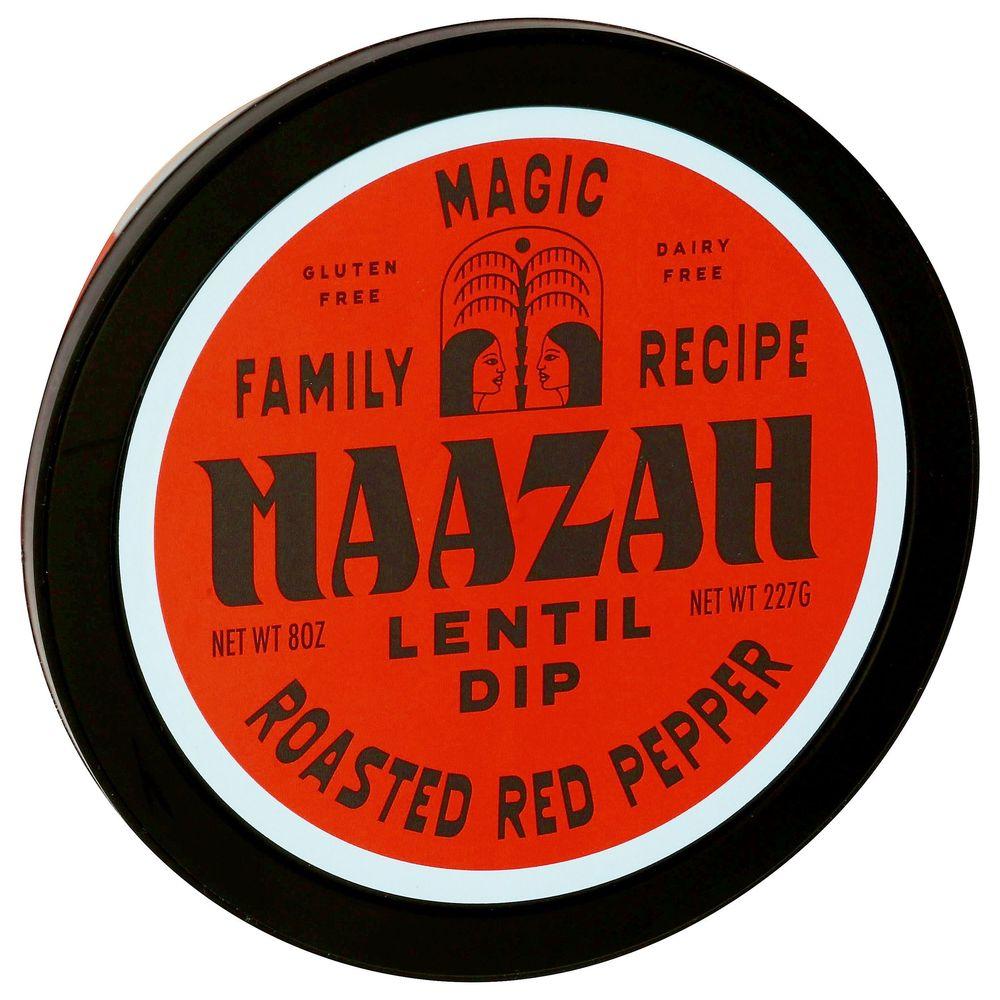 MAGIC
GLUTEN
FREE
DAIRY
FREE
FAMILY RECIPE
MAAZAH
NET WT 8OZ
LENTIL
DIP
NET WT 227G
ROASTED RED PEPPER